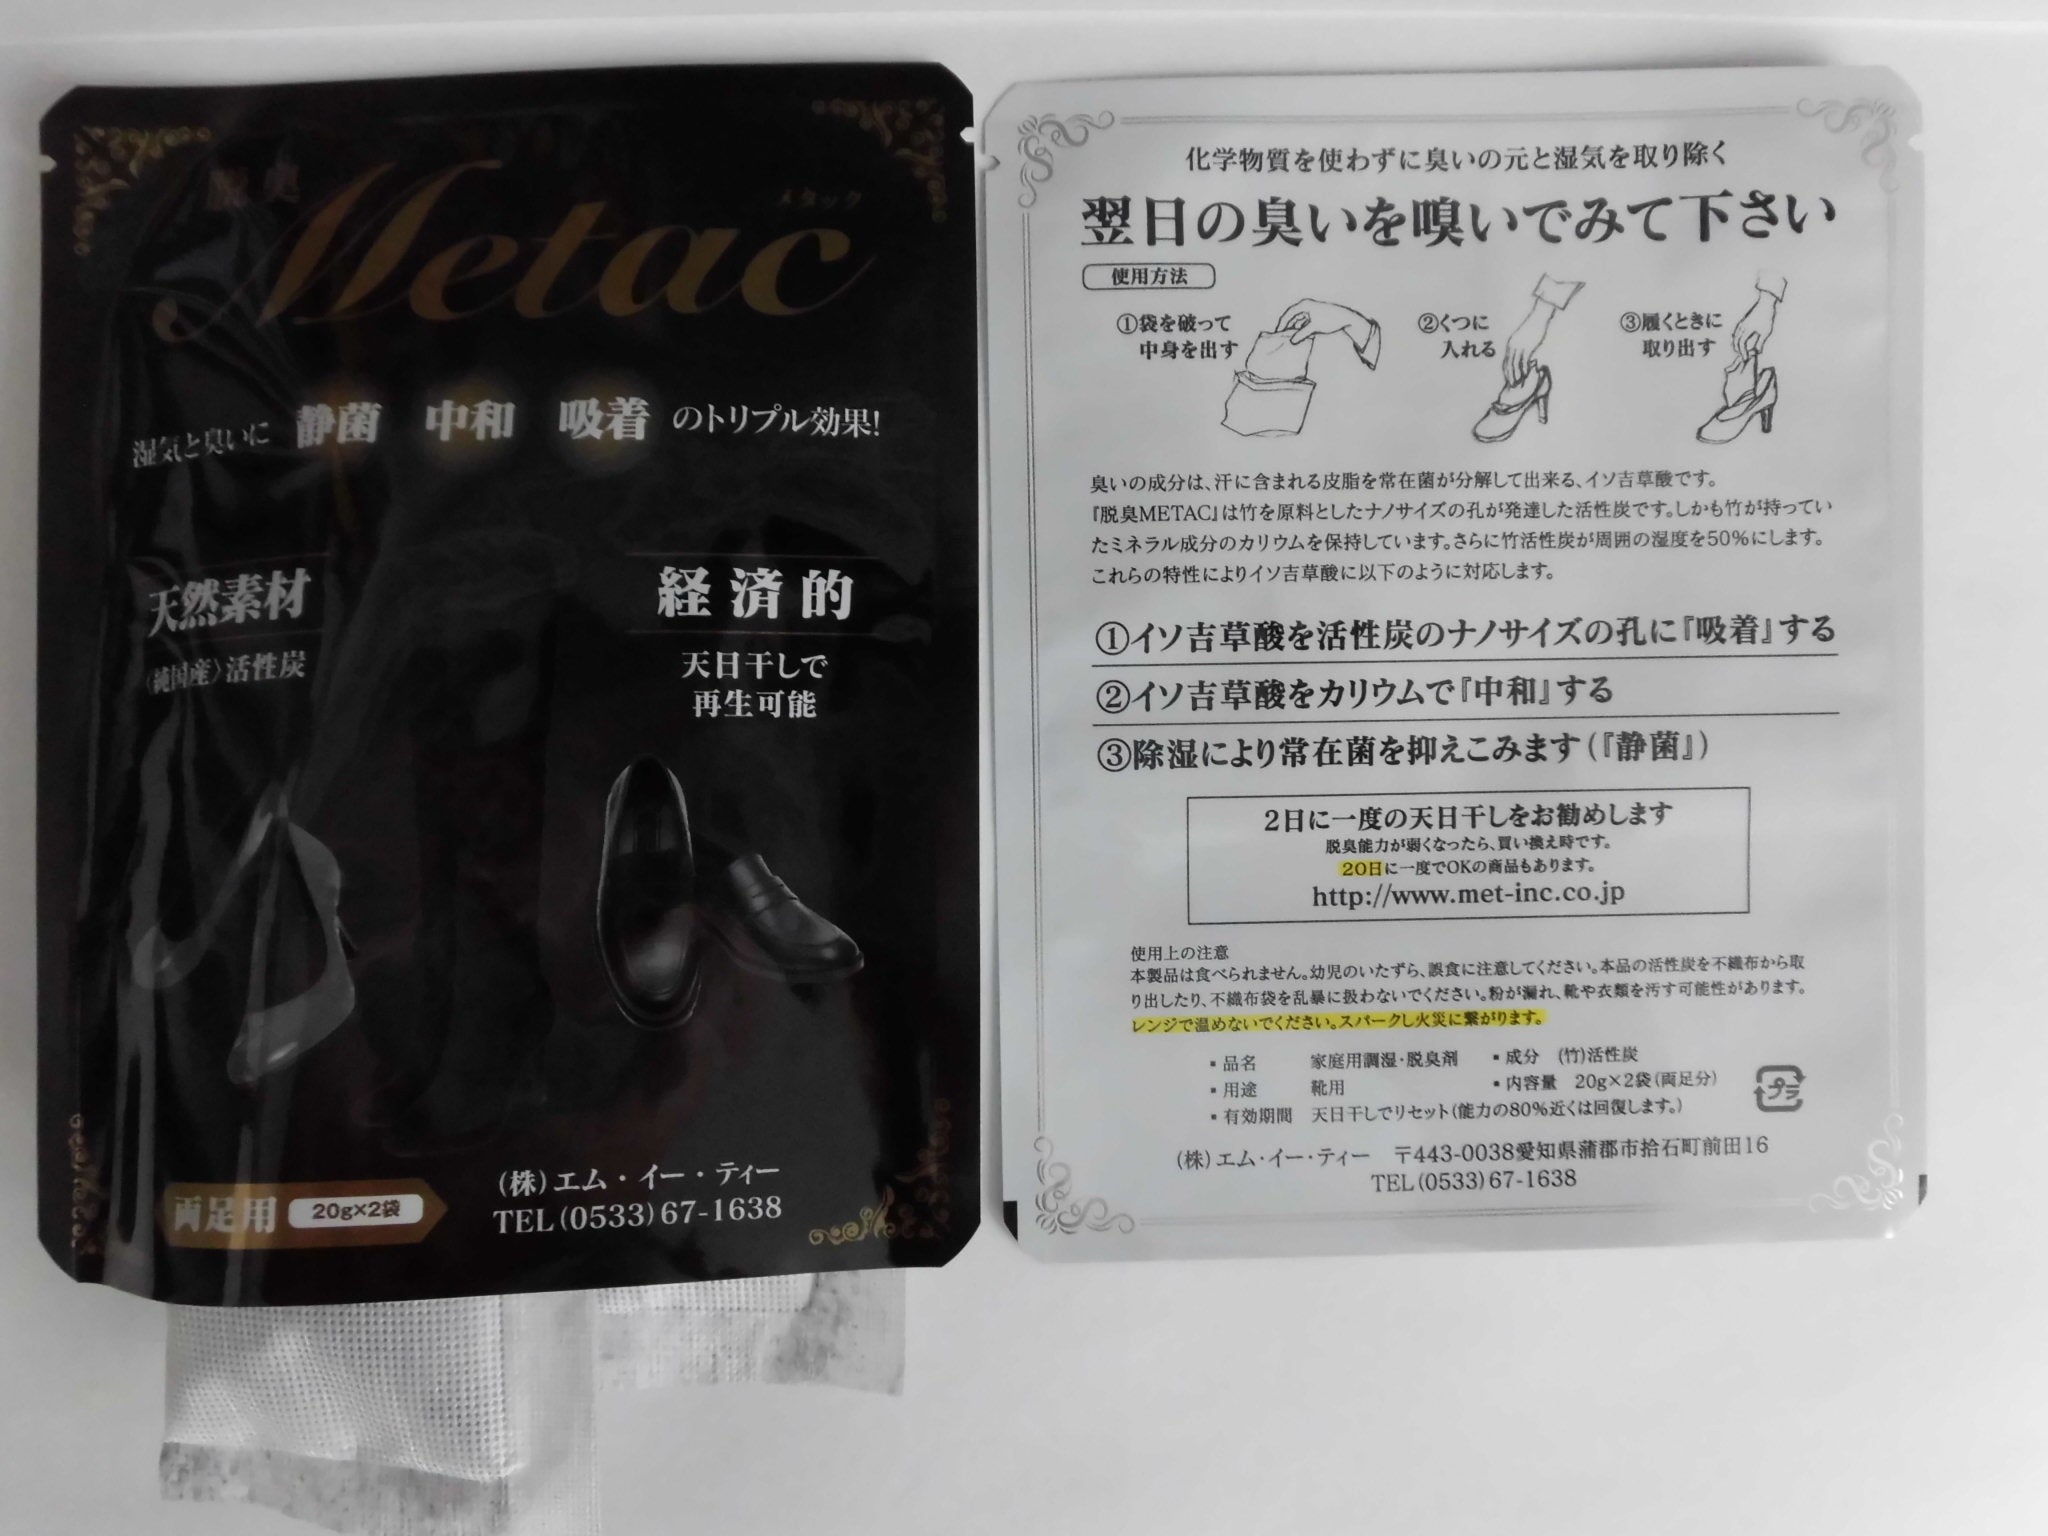 脱臭
メタック
Metac
湿気と臭いに 静菌 中和 吸着 のトリプル効果!
天然素材
〈純国産〉活性炭
経済的
天日干しで
再生可能
両足用 20g×2袋
(株)エム・イー・ティー
TEL(0533)67-1638
化学物質を使わずに臭いの元と湿気を取り除く
翌日の臭いを嗅いでみて下さい
使用方法
①袋を破って
中身を出す
②くつに
入れる
③履くときに
取り出す
臭いの成分は、汗に含まれる皮脂を常在菌が分解して出来る、イソ吉草酸です。
『脱臭METAC』は竹を原料としたナノサイズの孔が発達した活性炭です。しかも竹が持ってい
たミネラル成分のカリウムを保持しています。さらに竹活性炭が周囲の湿度を50%にします。
これらの特性によりイソ吉草酸に以下のように対応します。
①イソ吉草酸を活性炭のナノサイズの孔に『吸着』する
②イソ吉草酸をカリウムで『中和』する
③除湿により常在菌を抑えこみます(『静菌』)
2日に一度の天日干しをお勧めします
脱臭能力が弱くなったら、買い換え時です。
20日に一度でOKの商品もあります。
http://www.met-inc.co.jp
使用上の注意
本製品は食べられません。幼児のいたずら、誤食に注意してください。本品の活性炭を不織布から取
り出したり、不織布袋を乱暴に扱わないでください。粉が漏れ、靴や衣類を汚す可能性があります。
レンジで温めないでください。スパークし火災に繋がります。
▪品名 家庭用調湿・脱臭剤 ▪成分 (竹)活性炭
▪用途 靴用 ▪内容量 20g×2袋(両足分)
▪有効期間 天日干しでリセット(能力の80%近くは回復します。)
プラ
(株)エム・イー・ティー 〒443-0038愛知県蒲郡市拾石町前田16
TEL(0533)67-1638